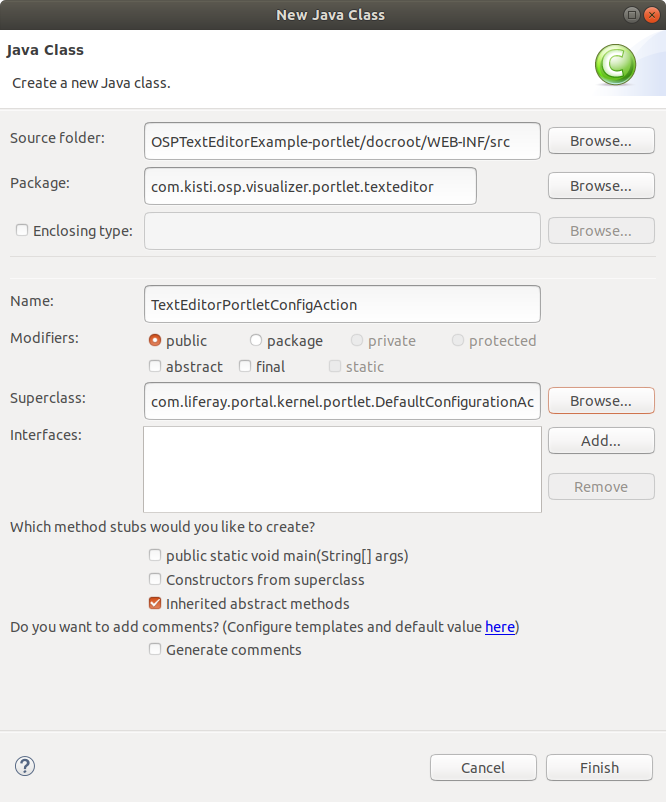 New Java Class
Java Class
Create a new Java class.
C
Source folder: OSPTextEditorExample-portlet/docroot/WEB-INF/src Browse...
Package: com.kisti.osp.visualizer.portlet.texteditor Browse...
Enclosing type: Browse...
Name: TextEditorPortletConfigAction
Modifiers: public package private protected
abstract final static
Superclass: com.liferay.portal.kernel.portlet.DefaultConfigurationAc Browse...
Interfaces: Add...
Remove
Which method stubs would you like to create?
public static void main(String[] args)
Constructors from superclass
Inherited abstract methods
Do you want to add comments? (Configure templates and default value here)
Generate comments
? Cancel Finish